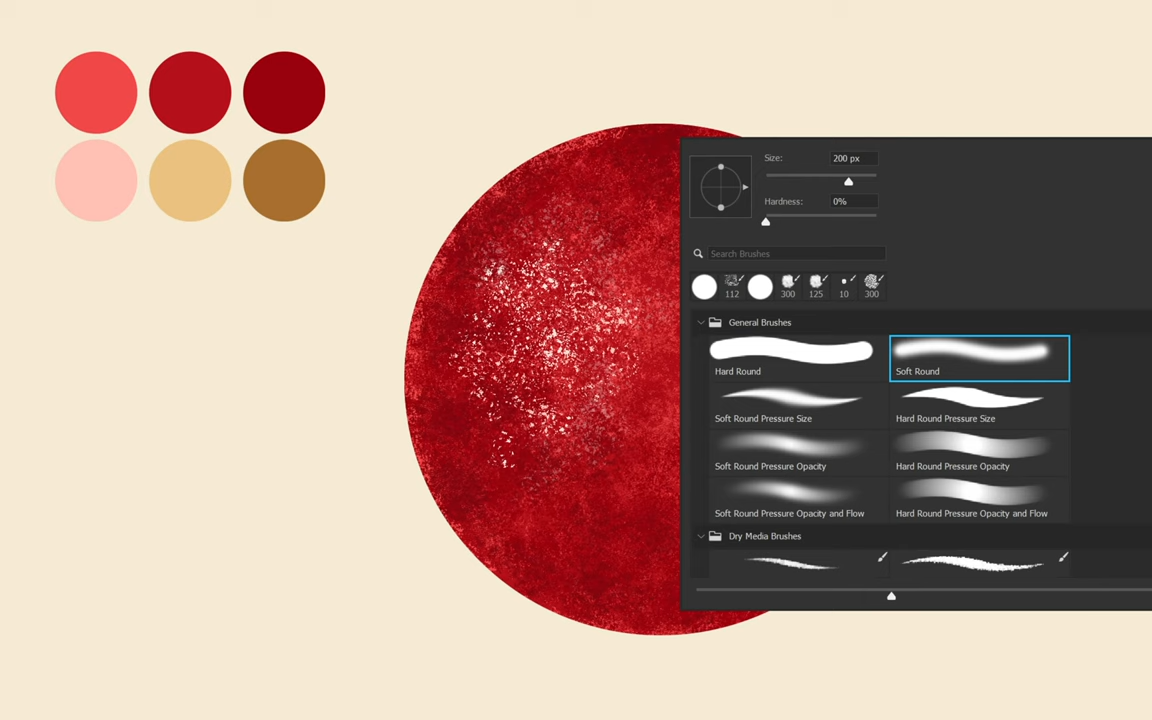 Size: 200 px
Hardness: 0%
Search Brushes
112 300 125 10 300
General Brushes
Hard Round Soft Round
Soft Round Pressure Size Hard Round Pressure Size
Soft Round Pressure Opacity Hard Round Pressure Opacity
Soft Round Pressure Opacity and Flow Hard Round Pressure Opacity and Flow
Dry Media Brushes